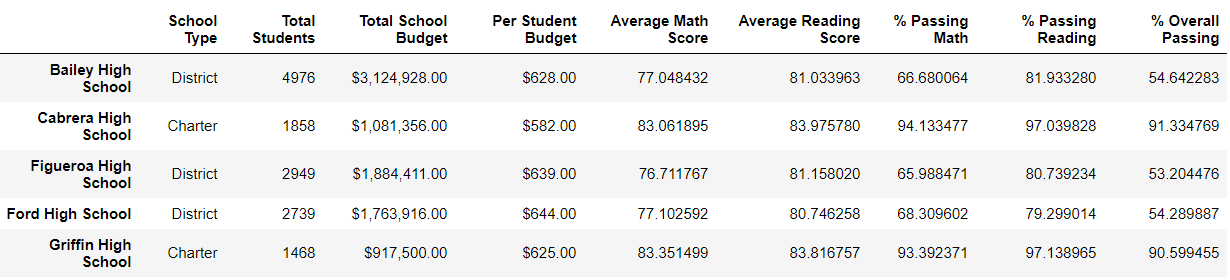 School Type Total Students Total School Budget Per Student Budget Average Math Score Average Reading Score % Passing Math % Passing Reading % Overall Passing
Bailey High School District 4976 $3,124,928.00 $628.00 77.048432 81.033963 66.680064 81.933280 54.642283
Cabrera High School Charter 1858 $1,081,356.00 $582.00 83.061895 83.975780 94.133477 97.039828 91.334769
Figueroa High School District 2949 $1,884,411.00 $639.00 76.711767 81.158020 65.988471 80.739234 53.204476
Ford High School District 2739 $1,763,916.00 $644.00 77.102592 80.746258 68.309602 79.299014 54.289887
Griffin High School Charter 1468 $917,500.00 $625.00 83.351499 83.816757 93.392371 97.138965 90.599455